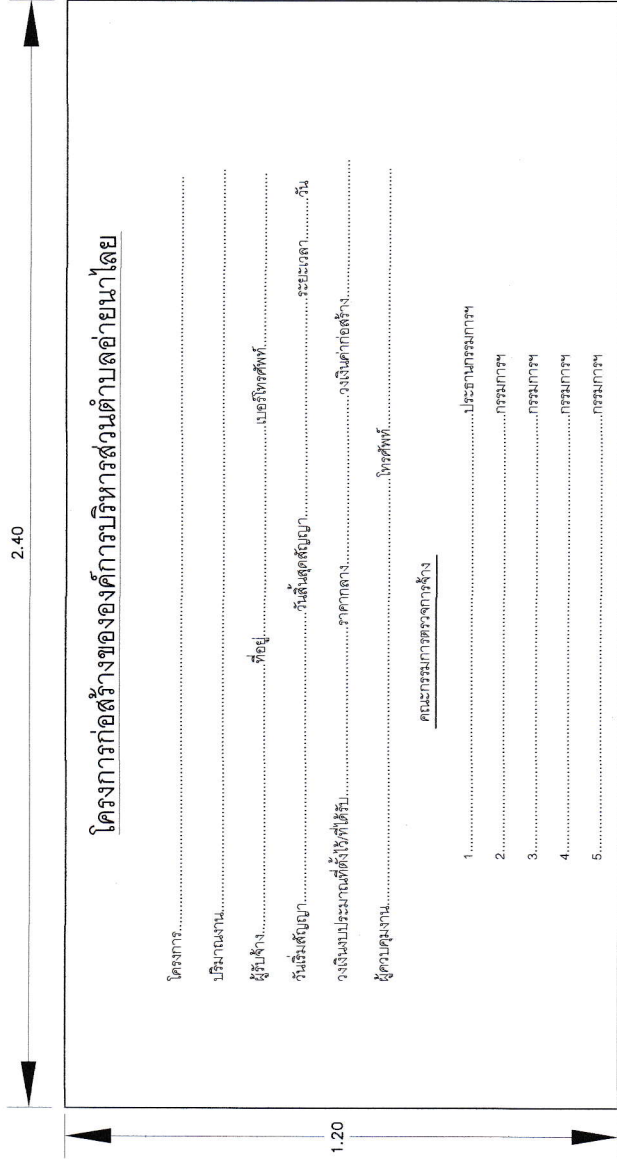 2.40
1.20
โครงการก่อสร้างขององค์การบริหารส่วนตำบลอ่ายนาไลย
โครงการ..........................................................................................
ปริมาณงาน..........................................................................................
ผู้รับจ้าง........................................ที่อยู่........................................เบอร์โทรศัพท์........................................
วันเริ่มสัญญา........................................วันสิ้นสุดสัญญา........................................ระยะเวลา..........วัน
วงเงินงบประมาณที่ตั้งไว้/ที่ได้รับ..............................ราคากลาง..............................วงเงินค่าก่อสร้าง..............................
ผู้ควบคุมงาน............................................................โทรศัพท์............................................................
คณะกรรมการตรวจการจ้าง
1............................................................ประธานกรรมการฯ
2............................................................กรรมการฯ
3............................................................กรรมการฯ
4............................................................กรรมการฯ
5............................................................กรรมการฯ